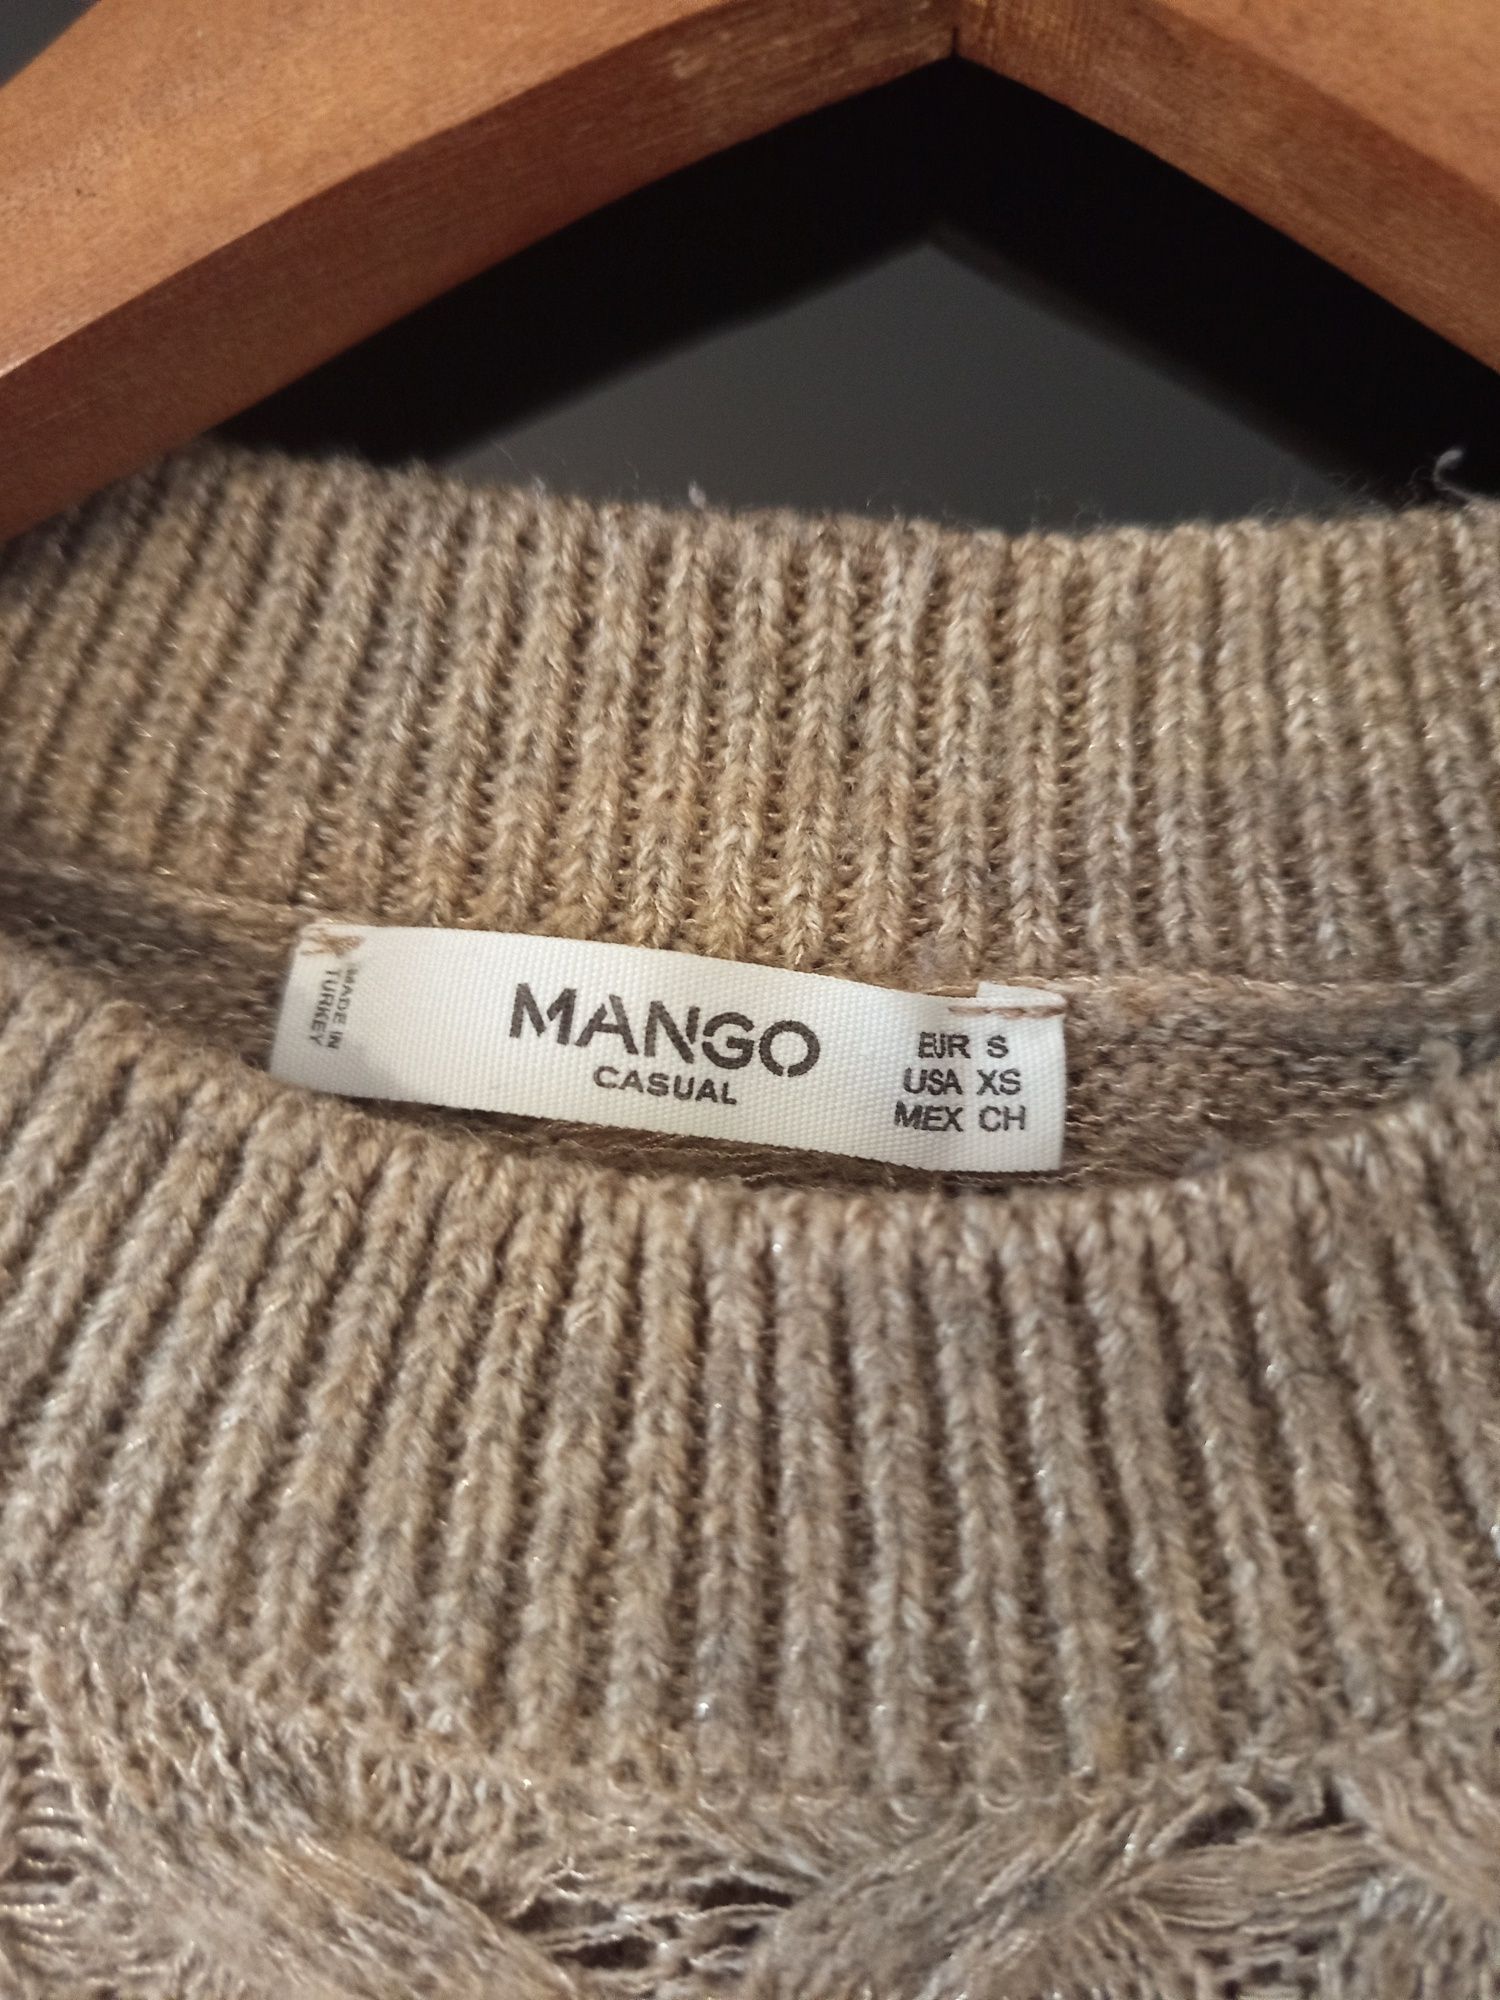 MADE IN
TURKEY
MANGO
CASUAL
EUR S
USA XS
MEX CH